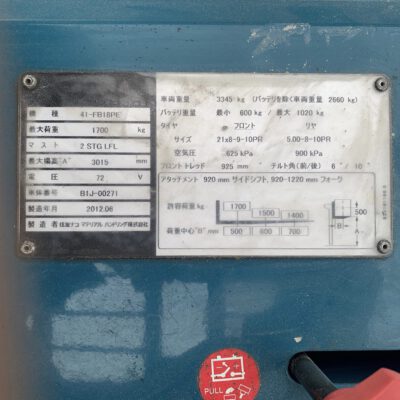 機 種 41-FB18PE
最大荷重 1700 kg
マ ス ト 2 STG LFL
最大揚高"A" 3015 mm
電 圧 72 V
車体番号 B1J-00271
製造年月 2012.06
製 造 者 住友ナコ マテリアル ハンドリング株式会社
車両重量 3345 kg (バッテリを除く車両重量 2660 kg)
バッテリ重量 最小 600 kg / 最大 1020 kg
タイヤ フロント リヤ
サイズ 21x8-9-10PR 5.00-8-10PR
空気圧 625 kPa 900 kPa
フロントトレッド 925 mm テルト角(前/後) 6°/ 10°
アタッチメント 920 mm サイドシフト, 920-1220 mm フォーク
許容荷重 kg 1700 1500 1400
荷重中心"B" mm 500 600 700
500
B
A
PULL